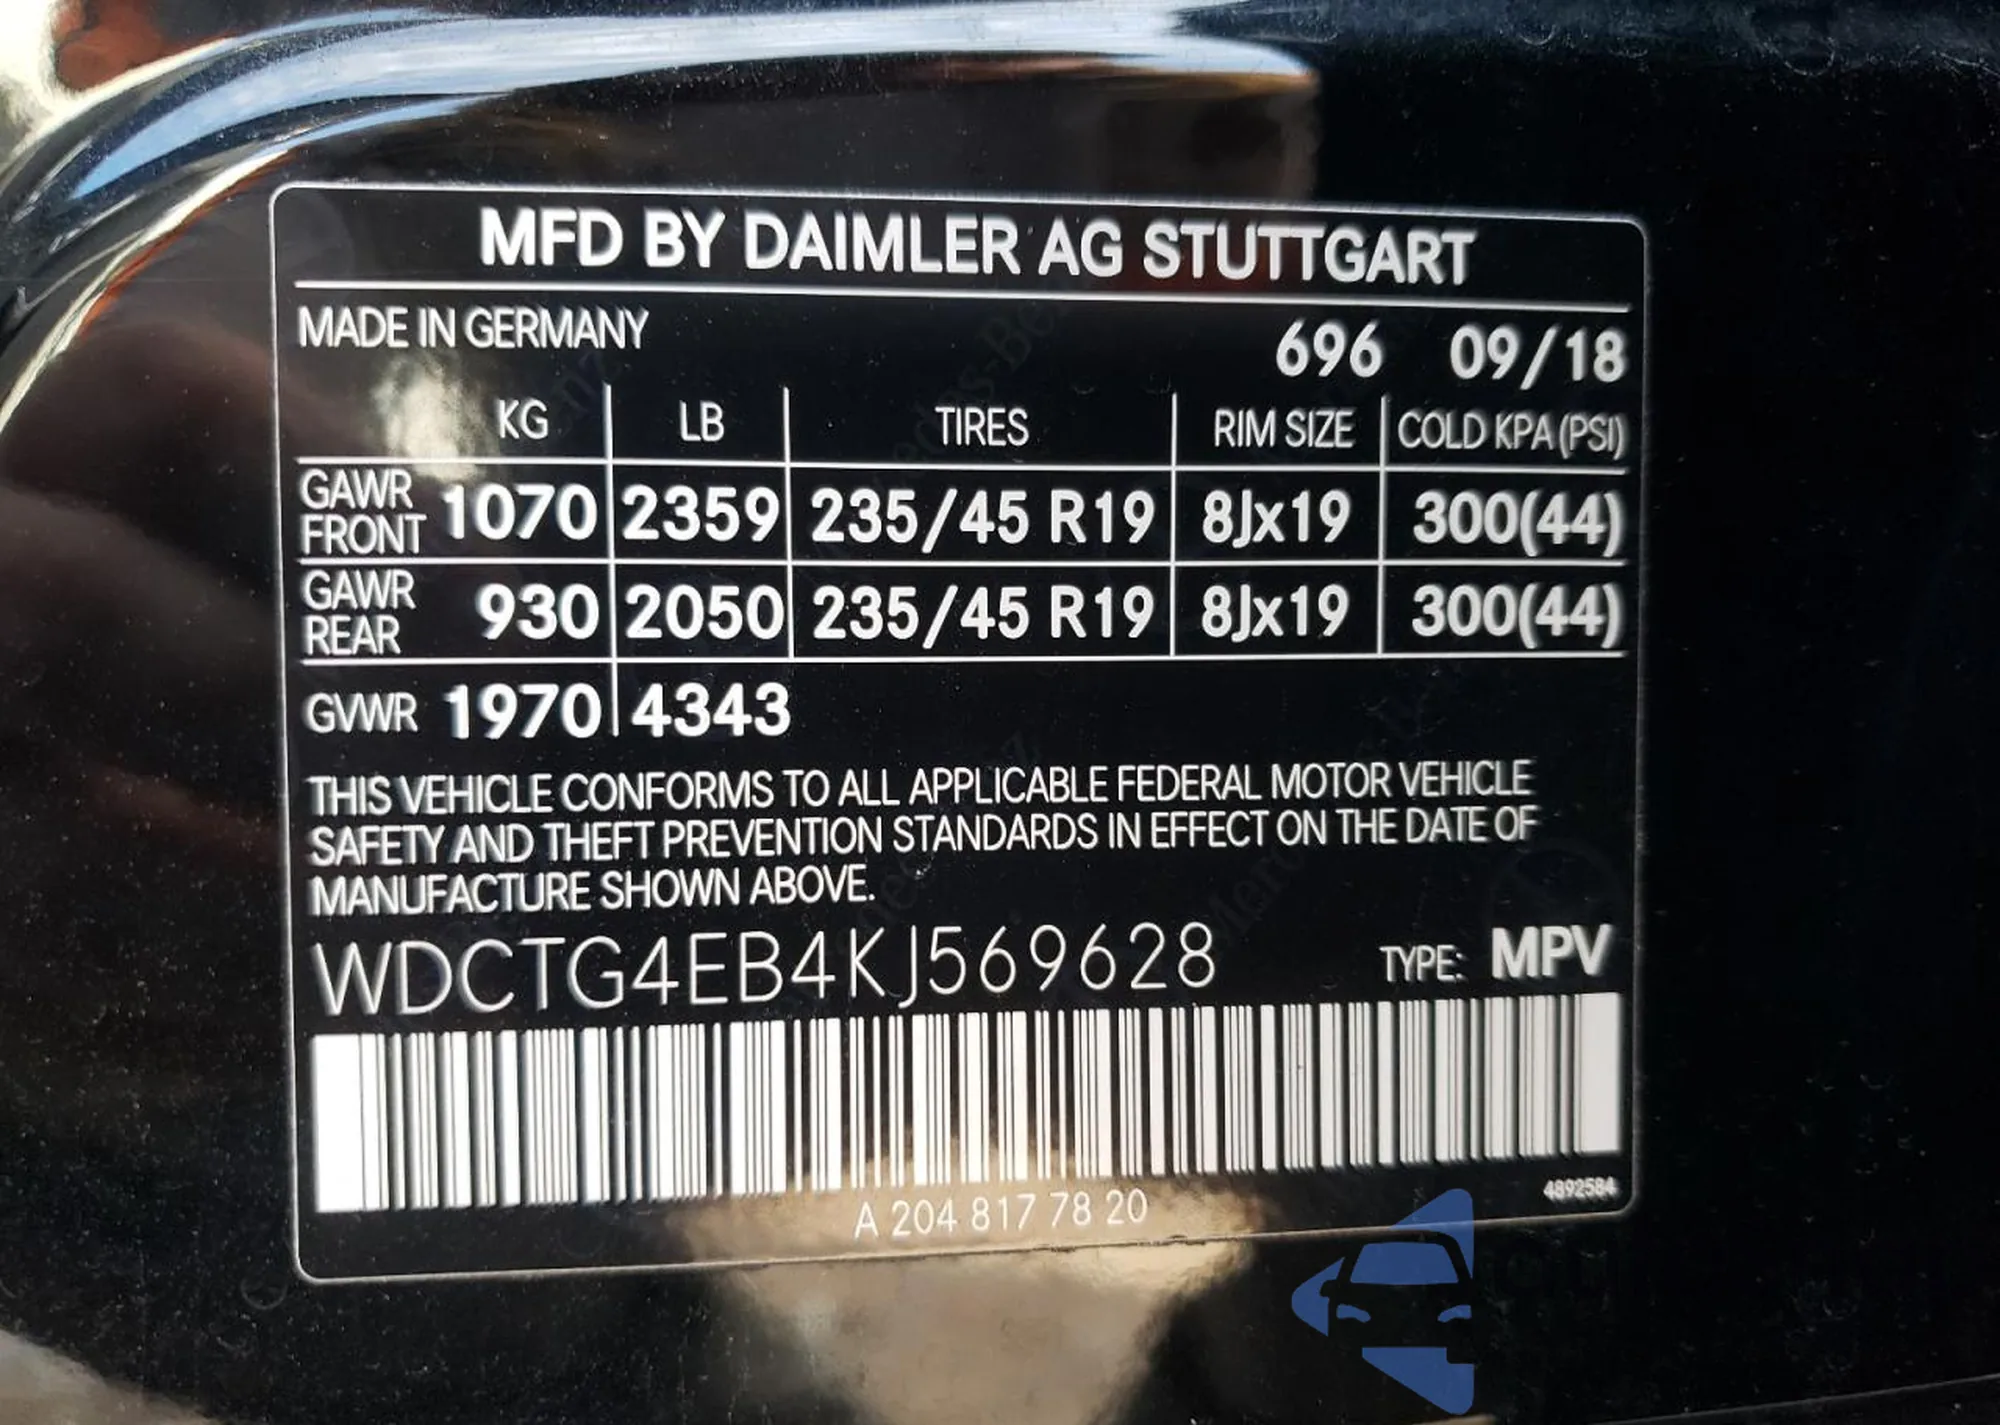 MFD BY DAIMLER AG STUTTGART
MADE IN GERMANY 696 09/18
KG LB TIRES RIM SIZE COLD KPA (PSI)
GAWR FRONT 1070 2359 235/45 R19 8Jx19 300(44)
GAWR REAR 930 2050 235/45 R19 8Jx19 300(44)
GVWR 1970 4343
THIS VEHICLE CONFORMS TO ALL APPLICABLE FEDERAL MOTOR VEHICLE
SAFETY AND THEFT PREVENTION STANDARDS IN EFFECT ON THE DATE OF
MANUFACTURE SHOWN ABOVE.
WDCTG4EB4KJ569628 TYPE: MPV
A 204 817 78 20
4892584